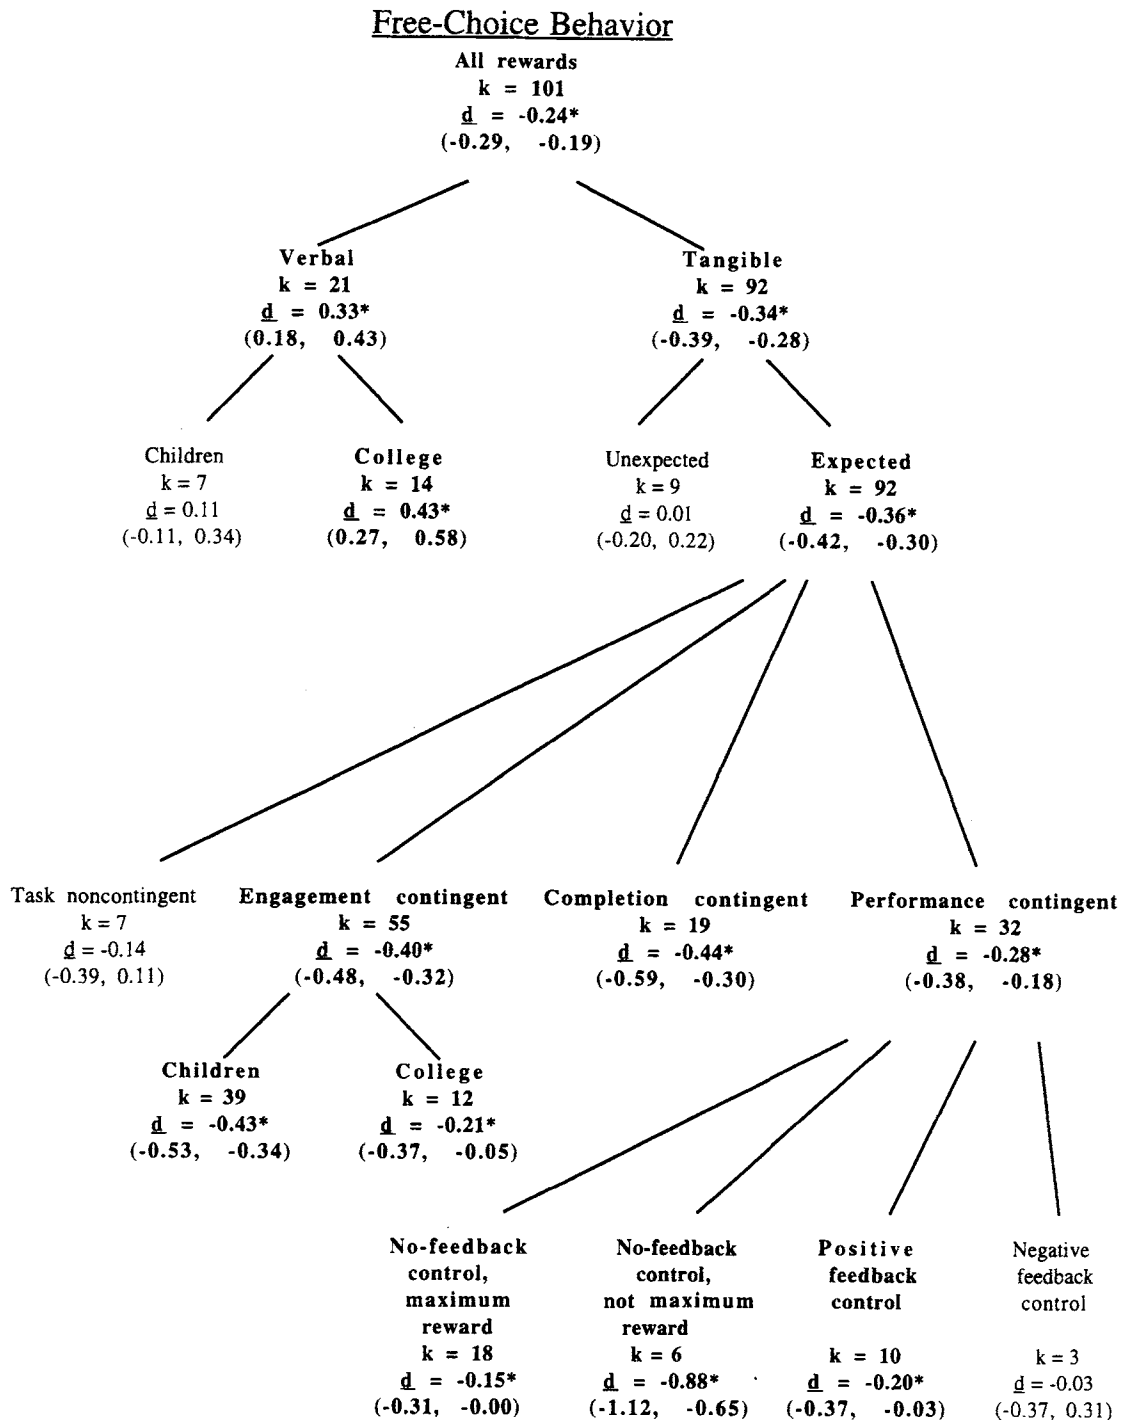 Free-Choice Behavior
All rewards
k = 101
d = -0.24*
(-0.29, -0.19)
Verbal
k = 21
d = 0.33*
(0.18, 0.43)
Tangible
k = 92
d = -0.34*
(-0.39, -0.28)
Children
k = 7
d = 0.11
(-0.11, 0.34)
College
k = 14
d = 0.43*
(0.27, 0.58)
Unexpected
k = 9
d = 0.01
(-0.20, 0.22)
Expected
k = 92
d = -0.36*
(-0.42, -0.30)
Task noncontingent
k = 7
d = -0.14
(-0.39, 0.11)
Engagement contingent
k = 55
d = -0.40*
(-0.48, -0.32)
Completion contingent
k = 19
d = -0.44*
(-0.59, -0.30)
Performance contingent
k = 32
d = -0.28*
(-0.38, -0.18)
Children
k = 39
d = -0.43*
(-0.53, -0.34)
College
k = 12
d = -0.21*
(-0.37, -0.05)
No-feedback
control,
maximum
reward
k = 18
d = -0.15*
(-0.31, -0.00)
No-feedback
control,
not maximum
reward
k = 6
d = -0.88*
(-1.12, -0.65)
Positive
feedback
control
k = 10
d = -0.20*
(-0.37, -0.03)
Negative
feedback
control
k = 3
d = -0.03
(-0.37, 0.31)